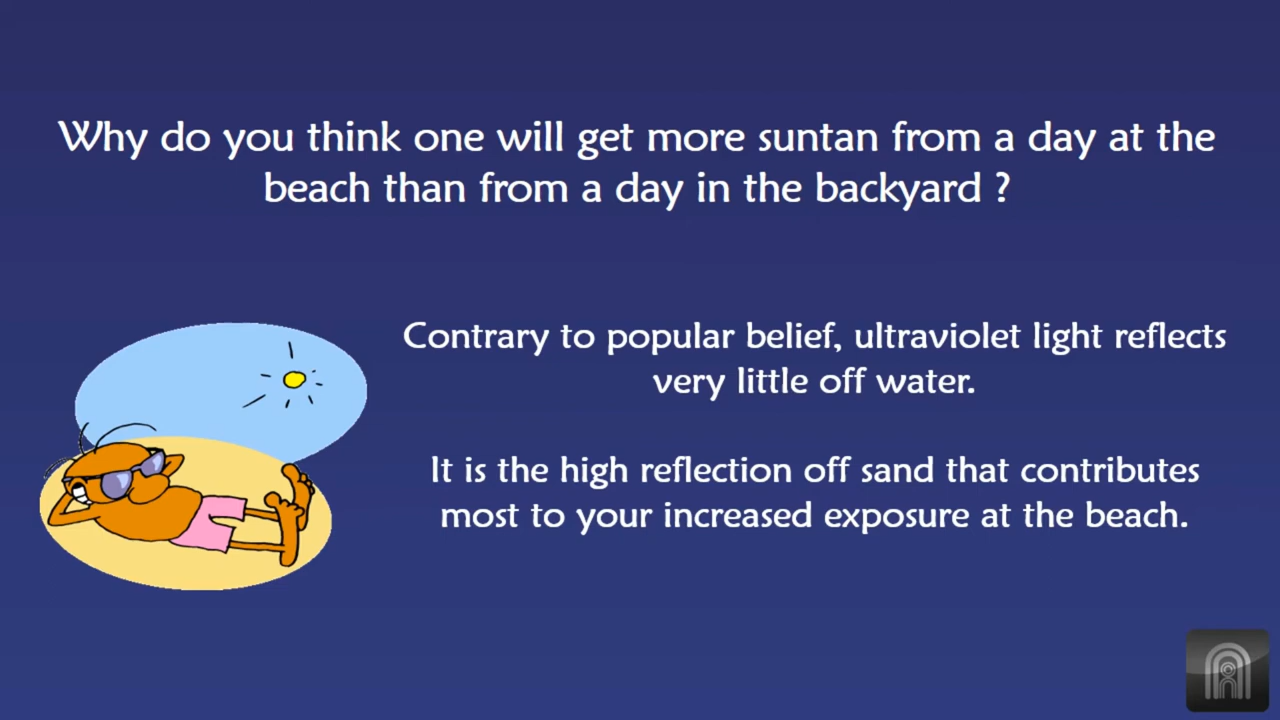 Why do you think one will get more suntan from a day at the
beach than from a day in the backyard ?
Contrary to popular belief, ultraviolet light reflects
very little off water.
It is the high reflection off sand that contributes
most to your increased exposure at the beach.